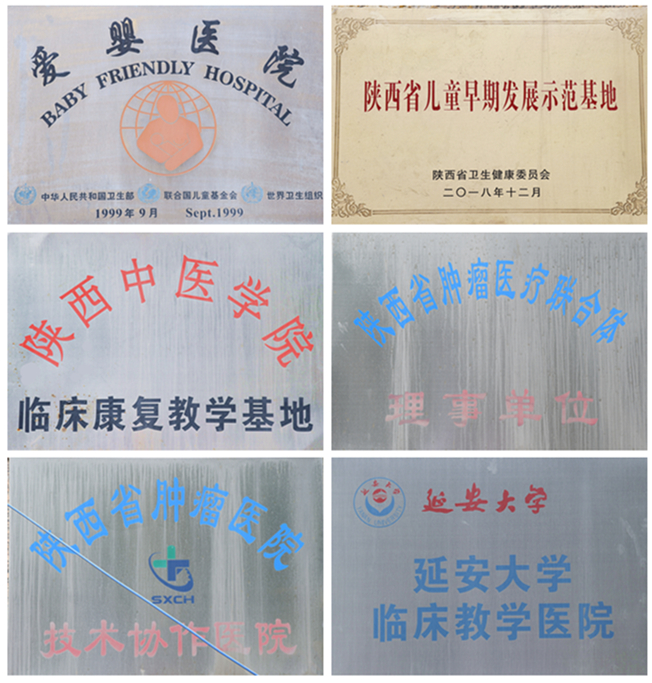 爱婴医院
BABY FRIENDLY HOSPITAL
中华人民共和国卫生部 联合国儿童基金会 世界卫生组织
1999年9月 Sept.1999
陕西省儿童早期发展示范基地
陕西省卫生健康委员会
二〇一八年十二月
陕西中医学院
临床康复教学基地
陕西省肿瘤医疗联合体
理事单位
陕西省肿瘤医院
SXCH
技术协作医院
延安大学
延安大学
延安大学
临床教学医院